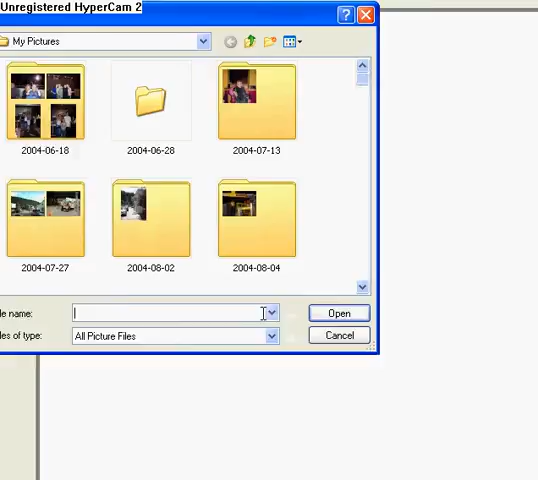 Unregistered HyperCam 2
My Pictures
2004-06-18
2004-06-28
2004-07-13
2004-07-27
2004-08-02
2004-08-04
le name:
Open
es of type:
All Picture Files
Cancel